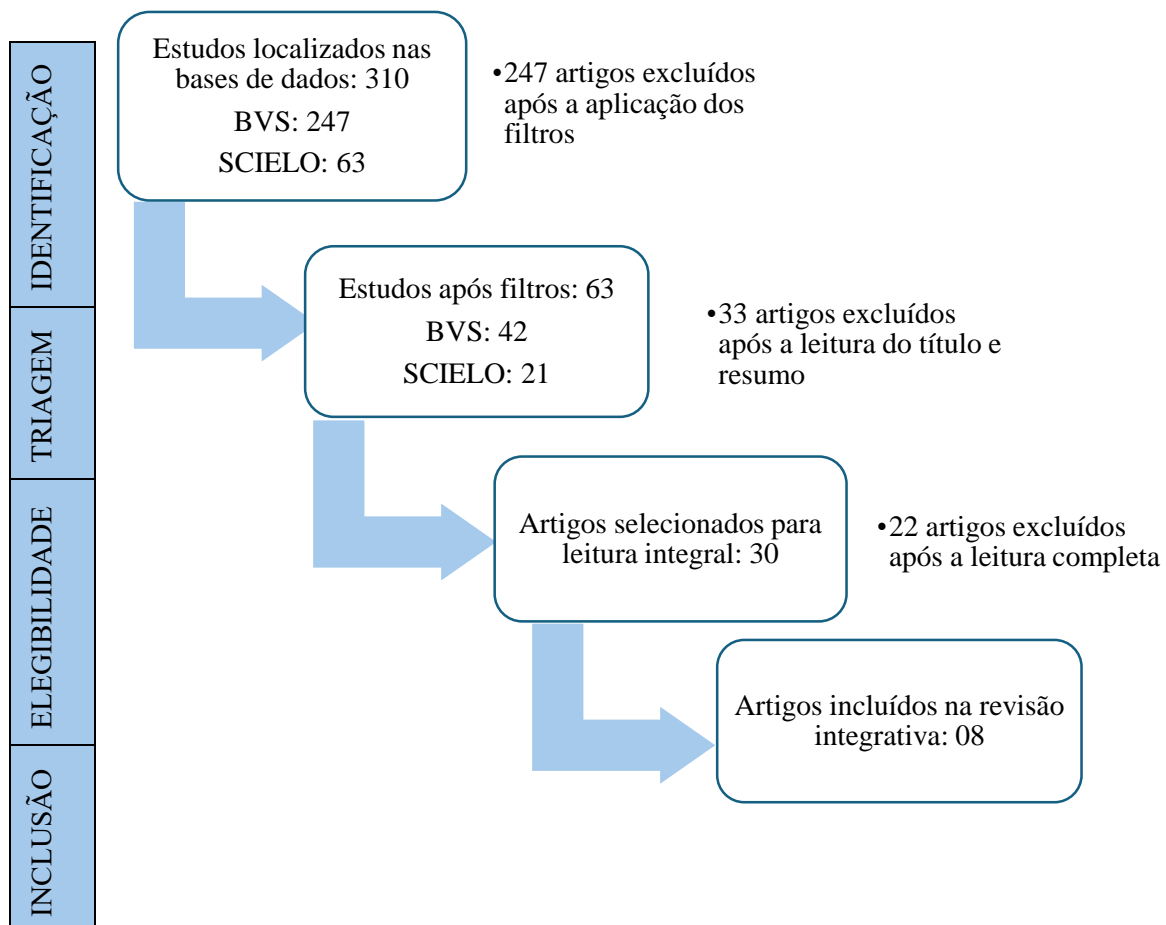 IDENTIFICAÇÃO
Estudos localizados nas
bases de dados: 310
BVS: 247
SCIELO: 63
•247 artigos excluídos
após a aplicação dos
filtros
TRIAGEM
Estudos após filtros: 63
BVS: 42
SCIELO: 21
•33 artigos excluídos
após a leitura do título e
resumo
ELEGIBILIDADE
Artigos selecionados para
leitura integral: 30
•22 artigos excluídos
após a leitura completa
INCLUSÃO
Artigos incluídos na revisão
integrativa: 08